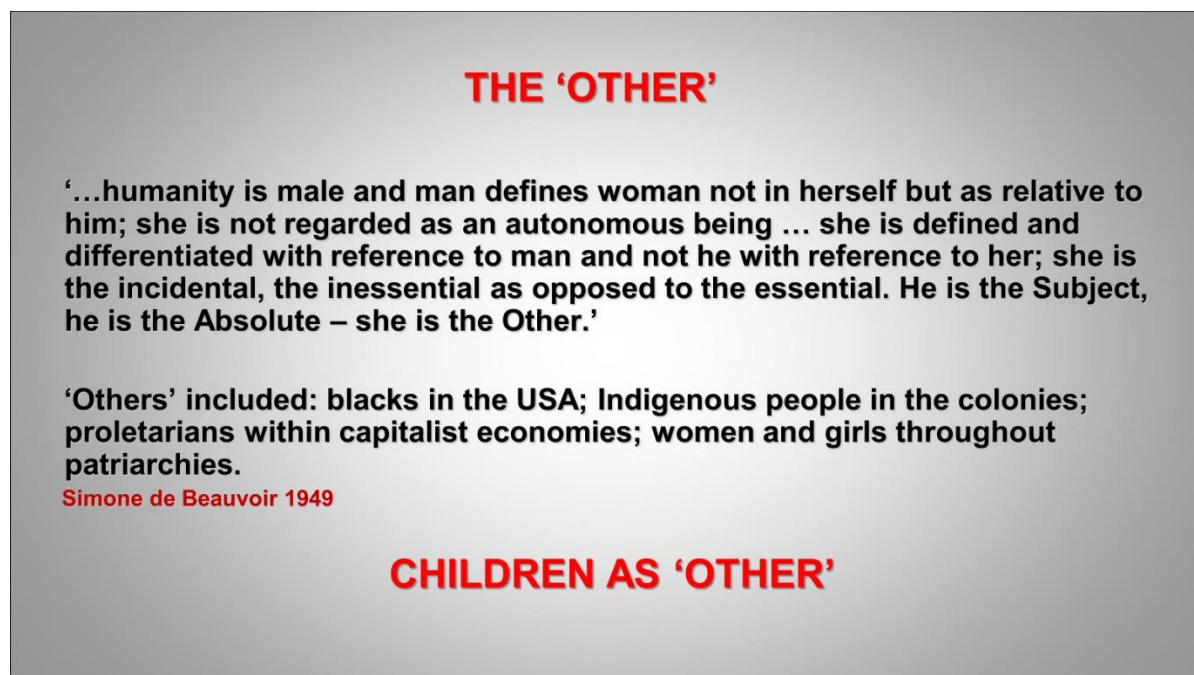 THE ‘OTHER’
‘…humanity is male and man defines woman not in herself but as relative to
him; she is not regarded as an autonomous being … she is defined and
differentiated with reference to man and not he with reference to her; she is
the incidental, the inessential as opposed to the essential. He is the Subject,
he is the Absolute – she is the Other.’
‘Others’ included: blacks in the USA; Indigenous people in the colonies;
proletarians within capitalist economies; women and girls throughout
patriarchies.
Simone de Beauvoir 1949
CHILDREN AS ‘OTHER’